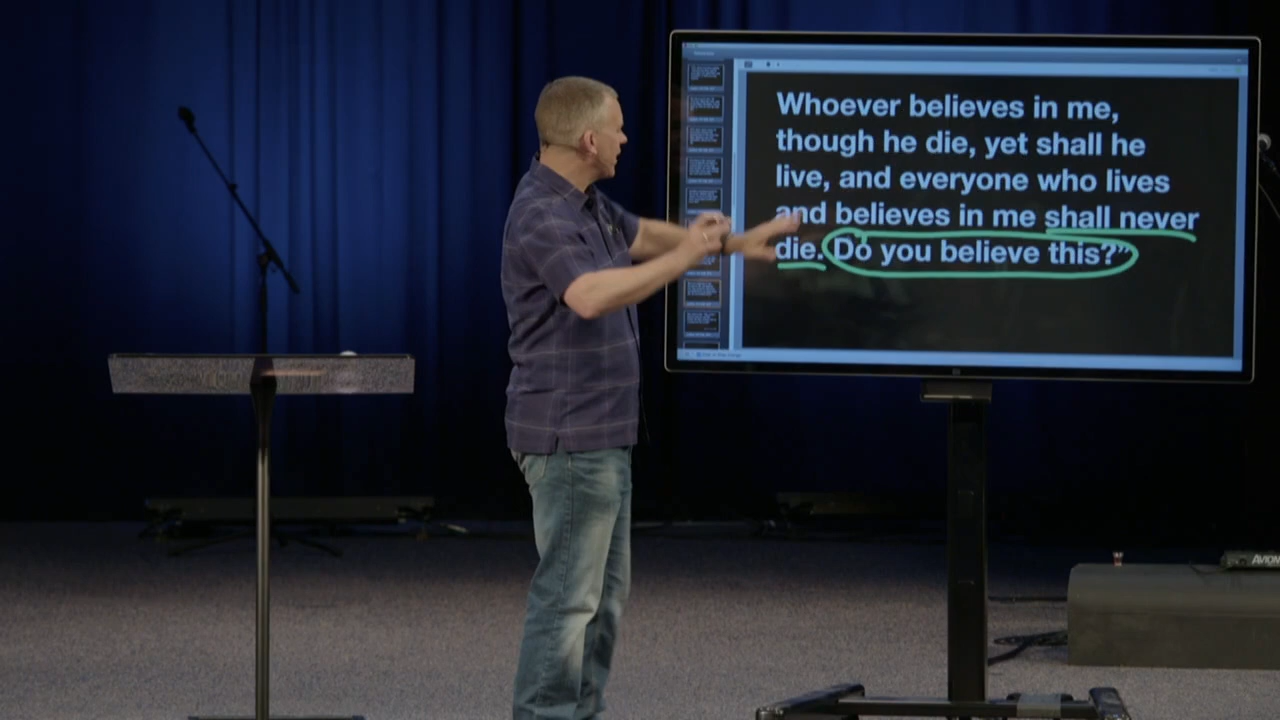 Whoever believes in me,
though he die, yet shall he
live, and everyone who lives
and believes in me shall never
die. Do you believe this?”